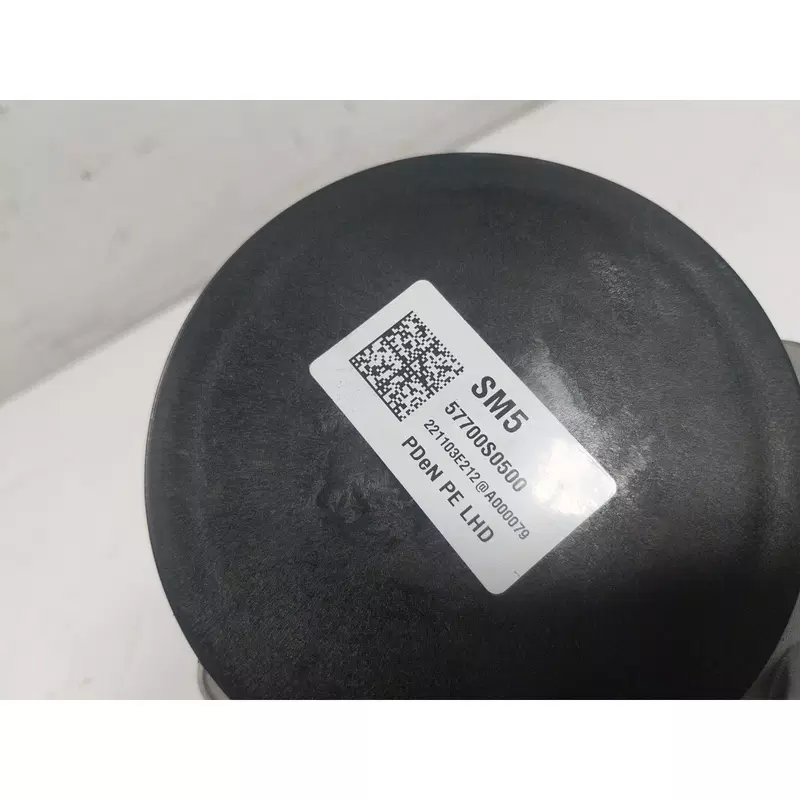 SM5
57700S0500
221103E212@A000079
PDeN PE LHD